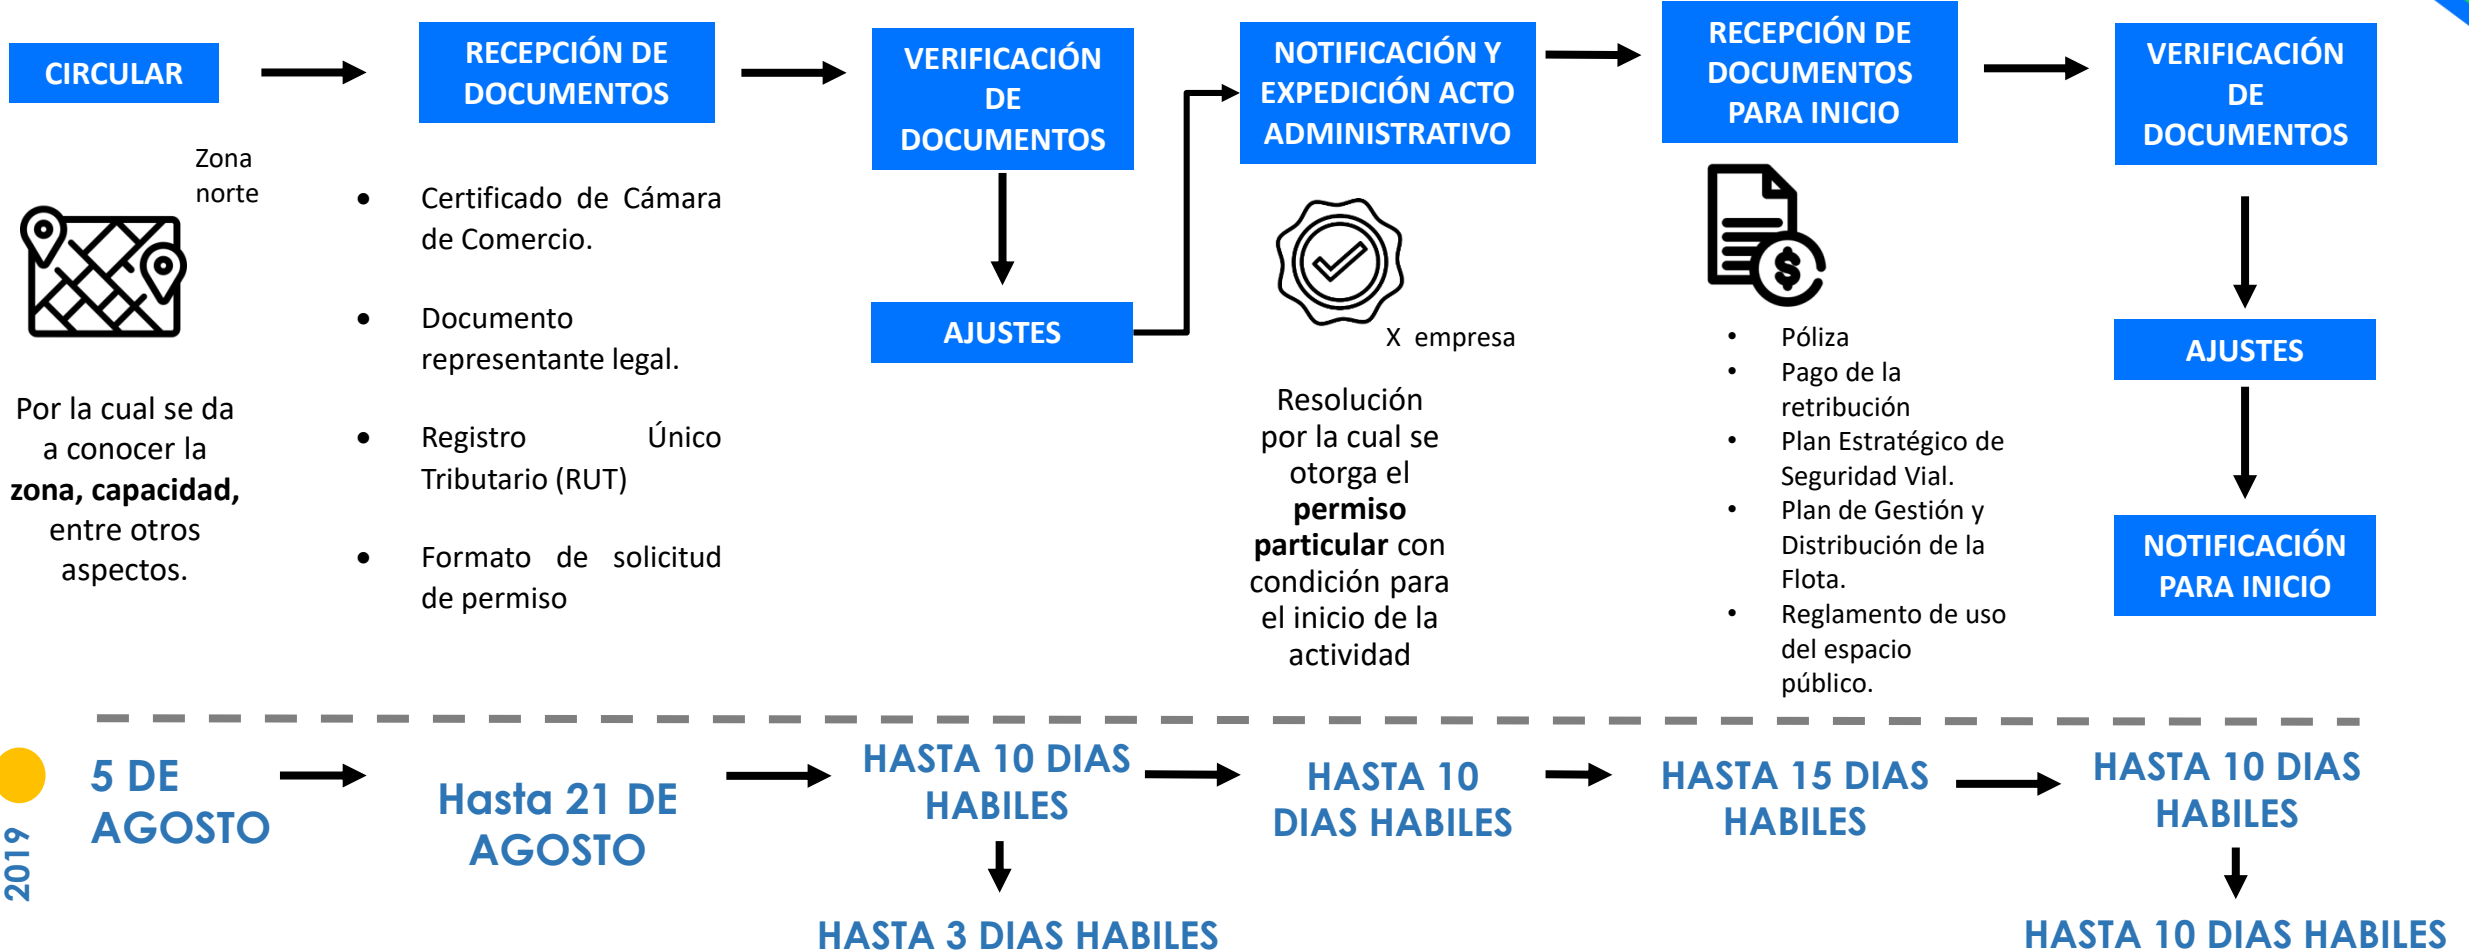 CIRCULAR
Zona
norte
Por la cual se da
a conocer la
zona, capacidad,
entre otros
aspectos.
RECEPCIÓN DE
DOCUMENTOS
• Certificado de Cámara
de Comercio.
• Documento
representante legal.
• Registro Único
Tributario (RUT)
• Formato de solicitud
de permiso
VERIFICACIÓN
DE
DOCUMENTOS
AJUSTES
NOTIFICACIÓN Y
EXPEDICIÓN ACTO
ADMINISTRATIVO
X empresa
Resolución
por la cual se
otorga el
permiso
particular con
condición para
el inicio de la
actividad
RECEPCIÓN DE
DOCUMENTOS
PARA INICIO
$
• Póliza
• Pago de la
retribución
• Plan Estratégico de
Seguridad Vial.
• Plan de Gestión y
Distribución de la
Flota.
• Reglamento de uso
del espacio
público.
VERIFICACIÓN
DE
DOCUMENTOS
AJUSTES
NOTIFICACIÓN
PARA INICIO
2019
5 DE
AGOSTO
Hasta 21 DE
AGOSTO
HASTA 10 DIAS
HABILES
HASTA 3 DIAS HABILES
HASTA 10
DIAS HABILES
HASTA 15 DIAS
HABILES
HASTA 10 DIAS
HABILES
HASTA 10 DIAS HABILES